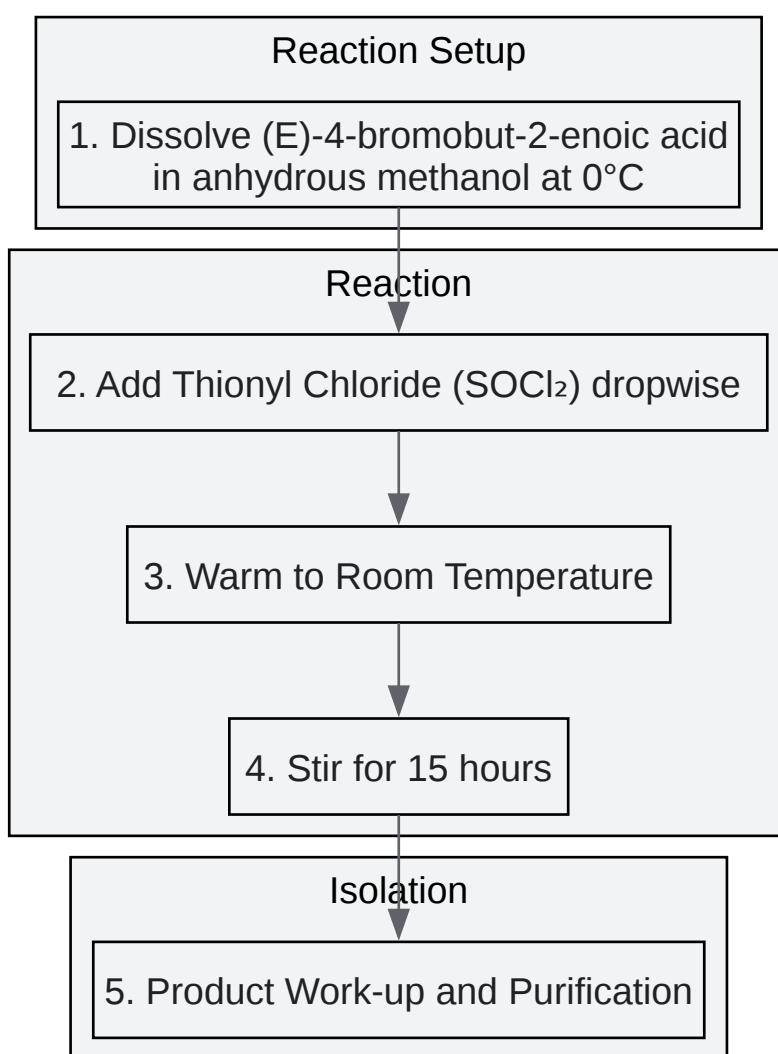 Reaction Setup
1. Dissolve (E)-4-bromobut-2-enoic acid
in anhydrous methanol at 0°C
Reaction
2. Add Thionyl Chloride (SOCl₂) dropwise
3. Warm to Room Temperature
4. Stir for 15 hours
Isolation
5. Product Work-up and Purification